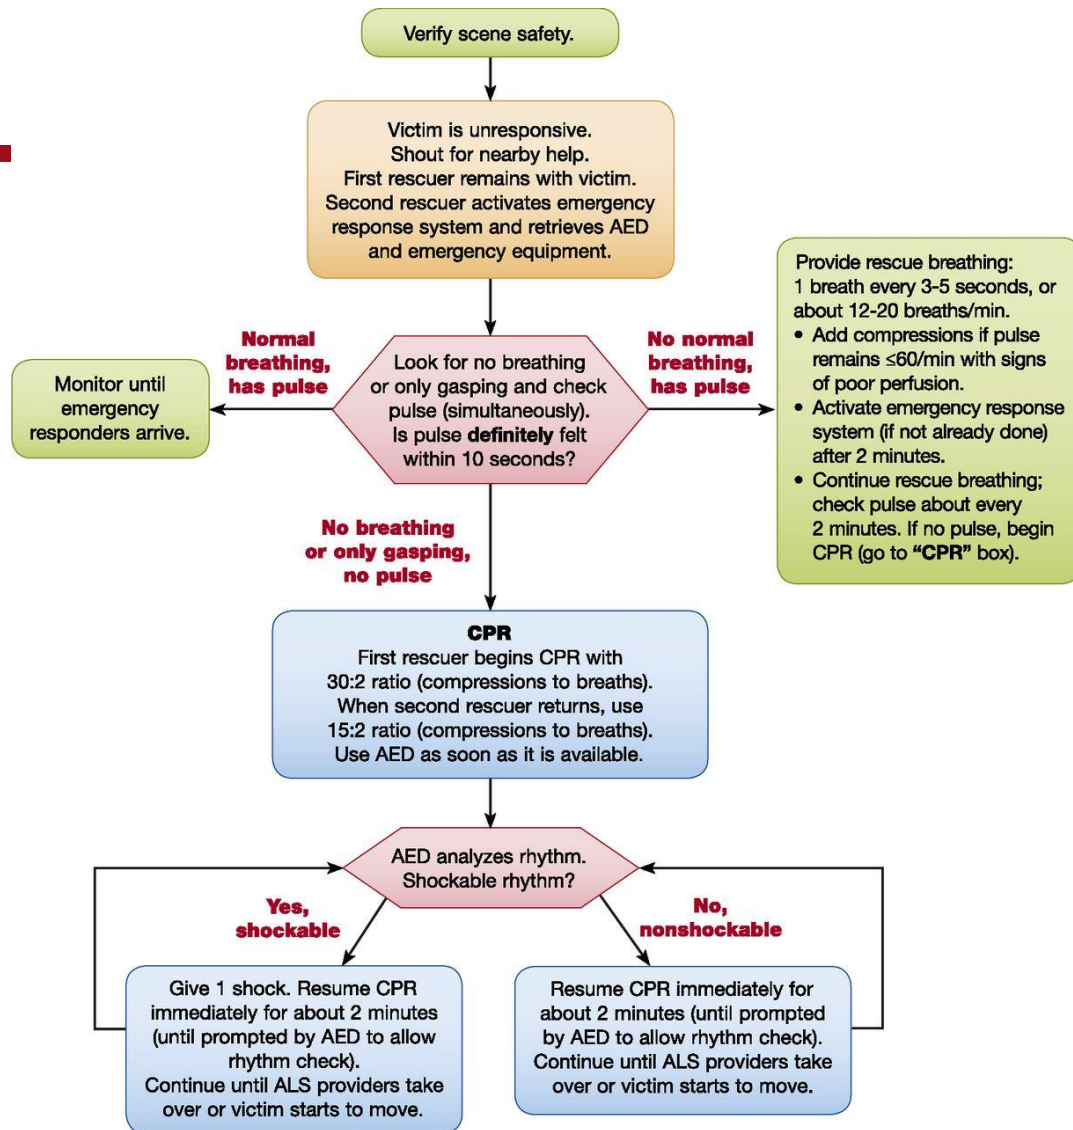 Verify scene safety.
Victim is unresponsive.
Shout for nearby help.
First rescuer remains with victim.
Second rescuer activates emergency
response system and retrieves AED
and emergency equipment.
Normal
breathing,
has pulse
Monitor until
emergency
responders arrive.
Look for no breathing
or only gasping and check
pulse (simultaneously).
Is pulse definitely felt
within 10 seconds?
No normal
breathing,
has pulse
Provide rescue breathing:
1 breath every 3-5 seconds, or
about 12-20 breaths/min.
• Add compressions if pulse
remains ≤60/min with signs
of poor perfusion.
• Activate emergency response
system (if not already done)
after 2 minutes.
• Continue rescue breathing;
check pulse about every
2 minutes. If no pulse, begin
CPR (go to “CPR” box).
No breathing
or only gasping,
no pulse
CPR
First rescuer begins CPR with
30:2 ratio (compressions to breaths).
When second rescuer returns, use
15:2 ratio (compressions to breaths).
Use AED as soon as it is available.
AED analyzes rhythm.
Shockable rhythm?
Yes,
shockable
No,
nonshockable
Give 1 shock. Resume CPR
immediately for about 2 minutes
(until prompted by AED to allow
rhythm check).
Continue until ALS providers take
over or victim starts to move.
Resume CPR immediately for
about 2 minutes (until prompted
by AED to allow rhythm check).
Continue until ALS providers take
over or victim starts to move.